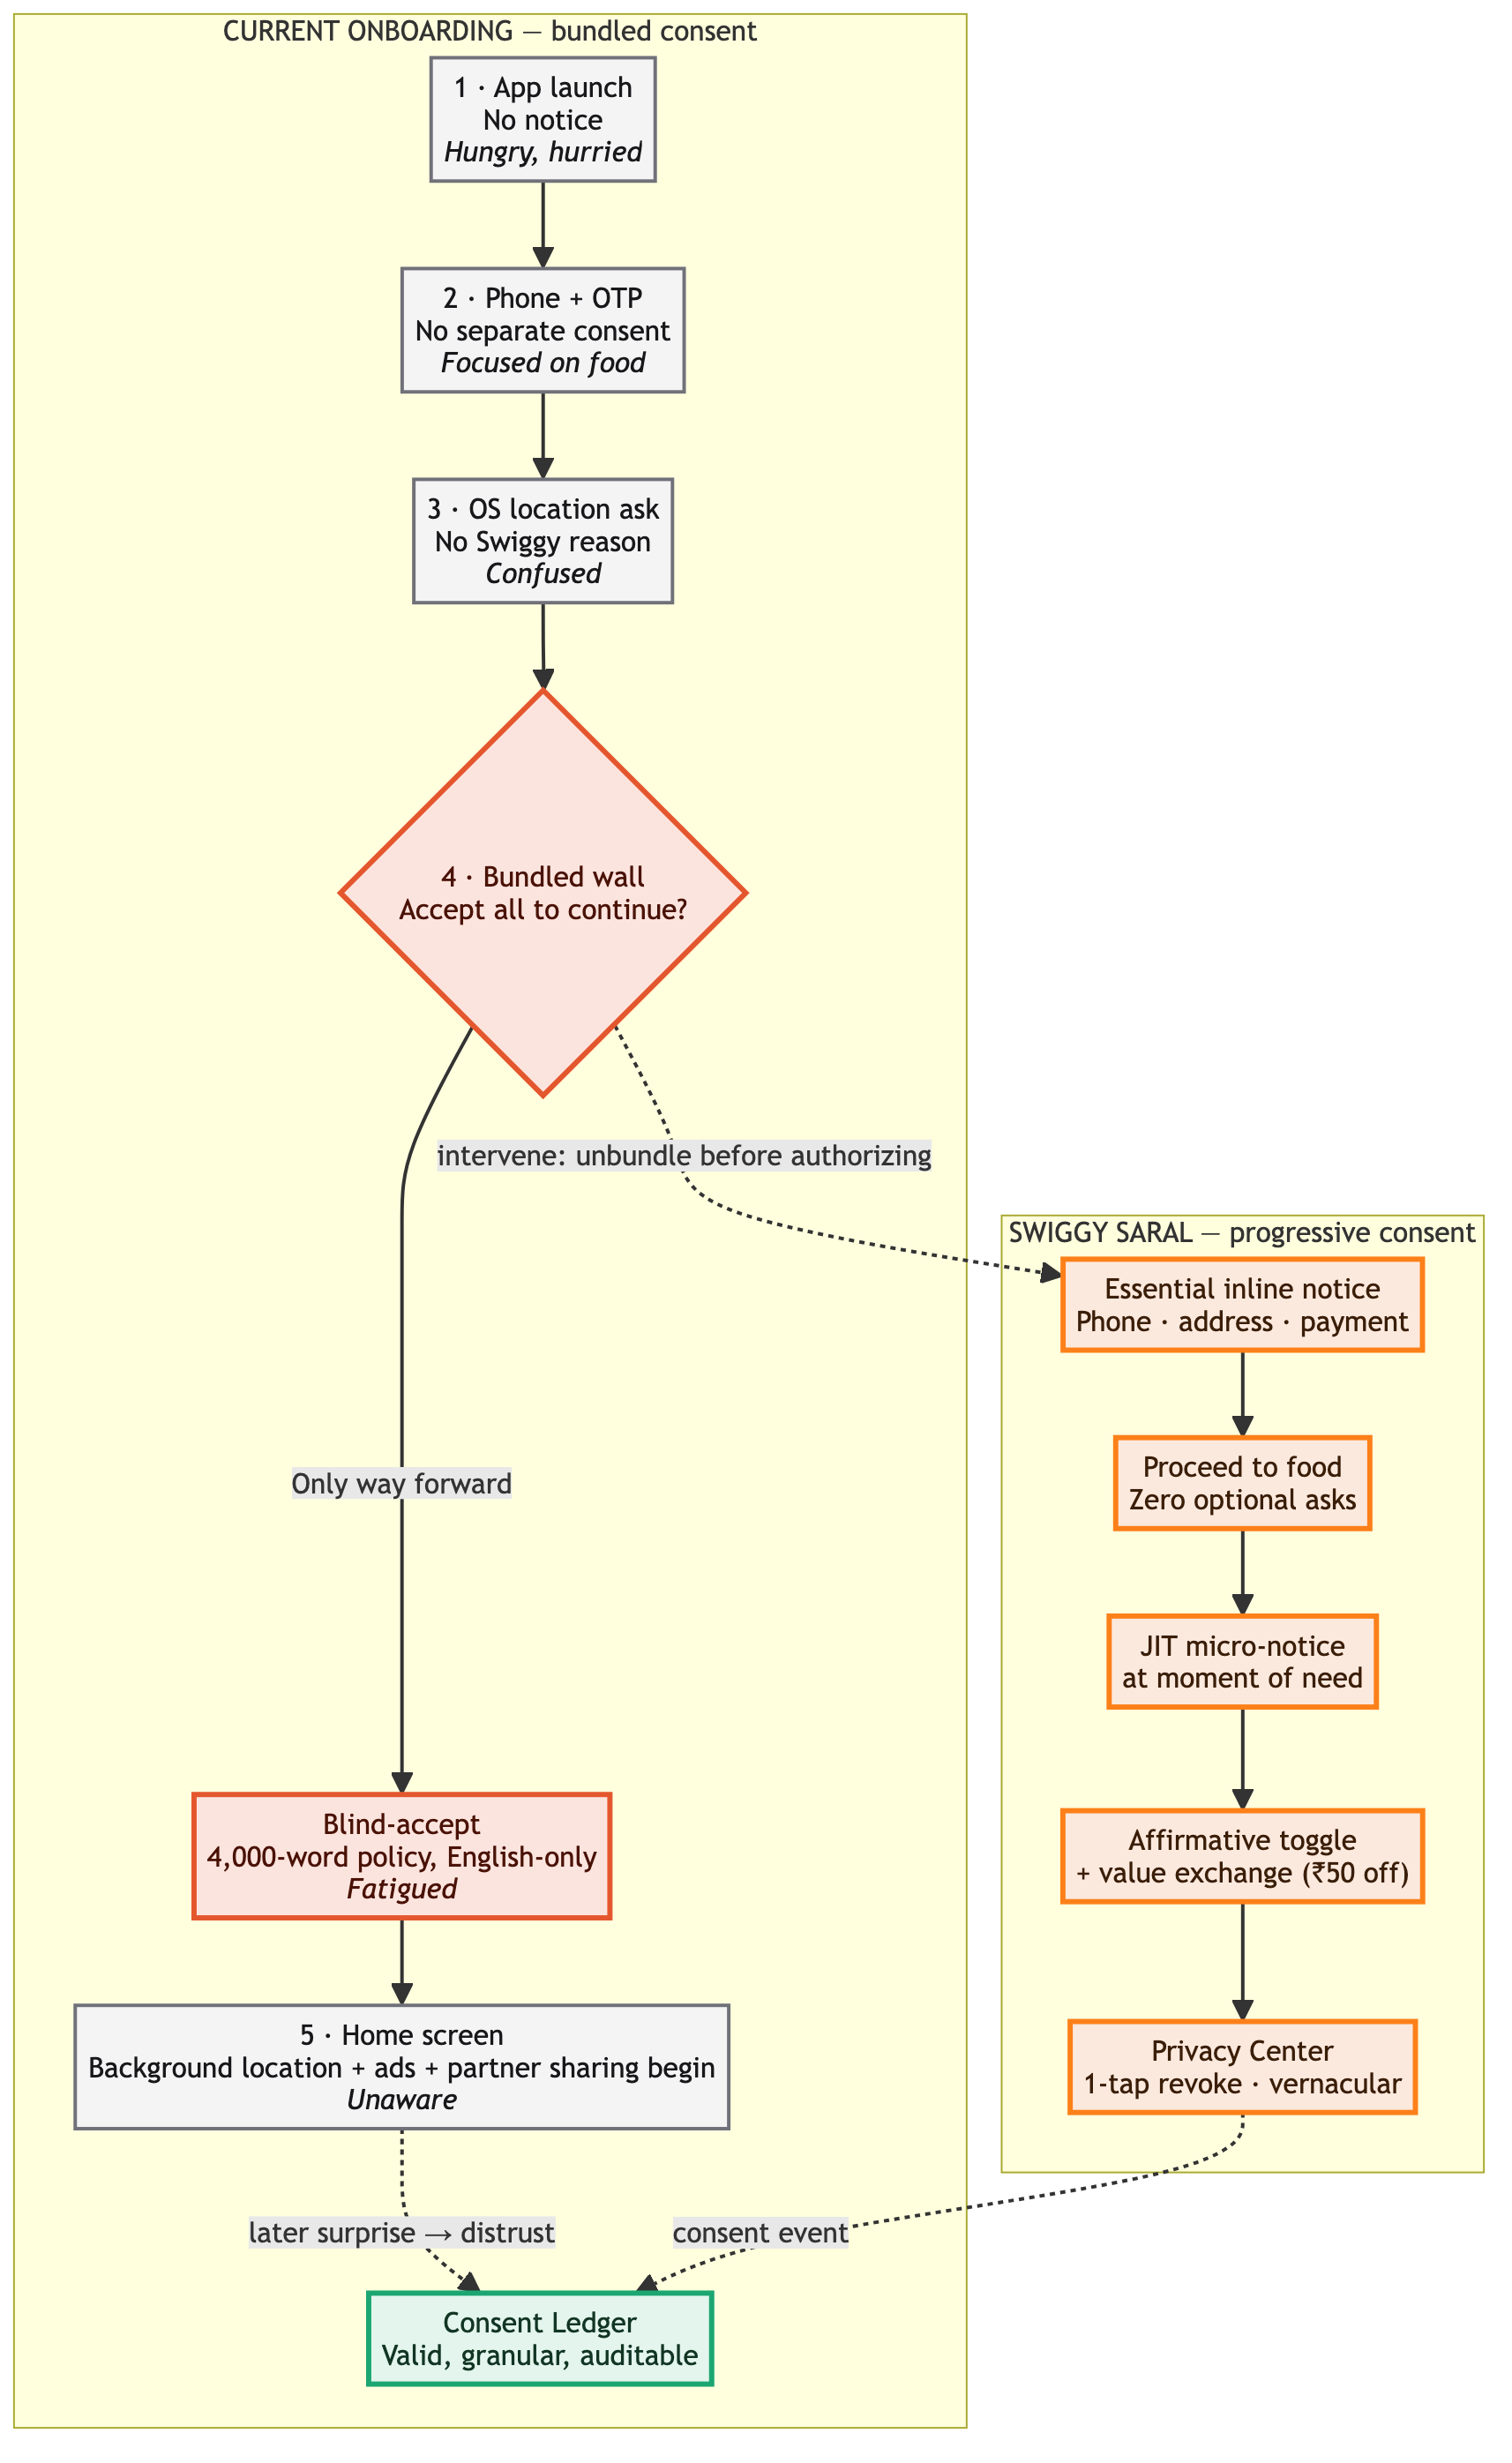 CURRENT ONBOARDING — bundled consent
1 · App launch
No notice
Hungry, hurried
2 · Phone + OTP
No separate consent
Focused on food
3 · OS location ask
No Swiggy reason
Confused
4 · Bundled wall
Accept all to continue?
intervene: unbundle before authorizing
Only way forward
Blind-accept
4,000-word policy, English-only
Fatigued
5 · Home screen
Background location + ads + partner sharing begin
Unaware
later surprise → distrust
SWIGGY SARAL — progressive consent
Essential inline notice
Phone · address · payment
Proceed to food
Zero optional asks
JIT micro-notice
at moment of need
Affirmative toggle
+ value exchange (₹50 off)
Privacy Center
1-tap revoke · vernacular
consent event
Consent Ledger
Valid, granular, auditable